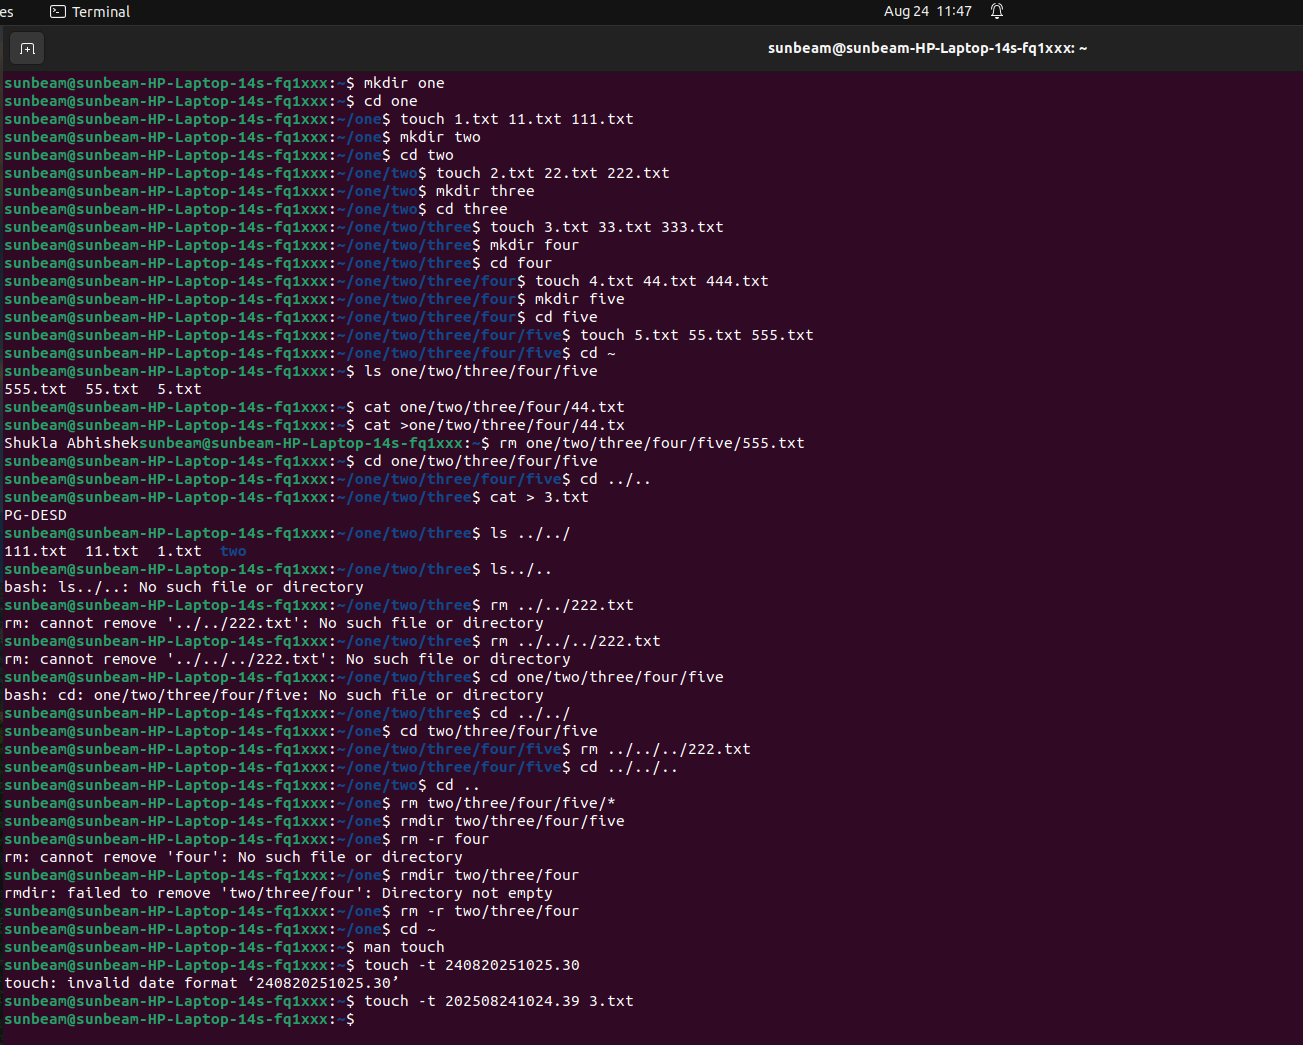 es Terminal Aug 24 11:47
sunbeam@sunbeam-HP-Laptop-14s-fq1xxx: ~
sunbeam@sunbeam-HP-Laptop-14s-fq1xxx:~$ mkdir one
sunbeam@sunbeam-HP-Laptop-14s-fq1xxx:~$ cd one
sunbeam@sunbeam-HP-Laptop-14s-fq1xxx:~/one$ touch 1.txt 11.txt 111.txt
sunbeam@sunbeam-HP-Laptop-14s-fq1xxx:~/one$ mkdir two
sunbeam@sunbeam-HP-Laptop-14s-fq1xxx:~/one$ cd two
sunbeam@sunbeam-HP-Laptop-14s-fq1xxx:~/one/two$ touch 2.txt 22.txt 222.txt
sunbeam@sunbeam-HP-Laptop-14s-fq1xxx:~/one/two$ mkdir three
sunbeam@sunbeam-HP-Laptop-14s-fq1xxx:~/one/two$ cd three
sunbeam@sunbeam-HP-Laptop-14s-fq1xxx:~/one/two/three$ touch 3.txt 33.txt 333.txt
sunbeam@sunbeam-HP-Laptop-14s-fq1xxx:~/one/two/three$ mkdir four
sunbeam@sunbeam-HP-Laptop-14s-fq1xxx:~/one/two/three$ cd four
sunbeam@sunbeam-HP-Laptop-14s-fq1xxx:~/one/two/three/four$ touch 4.txt 44.txt 444.txt
sunbeam@sunbeam-HP-Laptop-14s-fq1xxx:~/one/two/three/four$ mkdir five
sunbeam@sunbeam-HP-Laptop-14s-fq1xxx:~/one/two/three/four$ cd five
sunbeam@sunbeam-HP-Laptop-14s-fq1xxx:~/one/two/three/four/five$ touch 5.txt 55.txt 555.txt
sunbeam@sunbeam-HP-Laptop-14s-fq1xxx:~/one/two/three/four/five$ cd ~
sunbeam@sunbeam-HP-Laptop-14s-fq1xxx:~$ ls one/two/three/four/five
555.txt  55.txt  5.txt
sunbeam@sunbeam-HP-Laptop-14s-fq1xxx:~$ cat one/two/three/four/44.txt
sunbeam@sunbeam-HP-Laptop-14s-fq1xxx:~$ cat >one/two/three/four/44.tx
Shukla Abhisheksunbeam@sunbeam-HP-Laptop-14s-fq1xxx:~$ rm one/two/three/four/five/555.txt
sunbeam@sunbeam-HP-Laptop-14s-fq1xxx:~$ cd one/two/three/four/five
sunbeam@sunbeam-HP-Laptop-14s-fq1xxx:~/one/two/three/four/five$ cd ../..
sunbeam@sunbeam-HP-Laptop-14s-fq1xxx:~/one/two/three$ cat > 3.txt
PG-DESD
sunbeam@sunbeam-HP-Laptop-14s-fq1xxx:~/one/two/three$ ls ../../
111.txt  11.txt  1.txt  two
sunbeam@sunbeam-HP-Laptop-14s-fq1xxx:~/one/two/three$ ls../..
bash: ls../..: No such file or directory
sunbeam@sunbeam-HP-Laptop-14s-fq1xxx:~/one/two/three$ rm ../../222.txt
rm: cannot remove '../../222.txt': No such file or directory
sunbeam@sunbeam-HP-Laptop-14s-fq1xxx:~/one/two/three$ rm ../../../222.txt
rm: cannot remove '../../../222.txt': No such file or directory
sunbeam@sunbeam-HP-Laptop-14s-fq1xxx:~/one/two/three$ cd one/two/three/four/five
bash: cd: one/two/three/four/five: No such file or directory
sunbeam@sunbeam-HP-Laptop-14s-fq1xxx:~/one/two/three$ cd ../../
sunbeam@sunbeam-HP-Laptop-14s-fq1xxx:~/one$ cd two/three/four/five
sunbeam@sunbeam-HP-Laptop-14s-fq1xxx:~/one/two/three/four/five$ rm ../../../222.txt
sunbeam@sunbeam-HP-Laptop-14s-fq1xxx:~/one/two/three/four/five$ cd ../../..
sunbeam@sunbeam-HP-Laptop-14s-fq1xxx:~/one/two$ cd ..
sunbeam@sunbeam-HP-Laptop-14s-fq1xxx:~/one$ rm two/three/four/five/*
sunbeam@sunbeam-HP-Laptop-14s-fq1xxx:~/one$ rmdir two/three/four/five
sunbeam@sunbeam-HP-Laptop-14s-fq1xxx:~/one$ rm -r four
rm: cannot remove 'four': No such file or directory
sunbeam@sunbeam-HP-Laptop-14s-fq1xxx:~/one$ rmdir two/three/four
rmdir: failed to remove 'two/three/four': Directory not empty
sunbeam@sunbeam-HP-Laptop-14s-fq1xxx:~/one$ rm -r two/three/four
sunbeam@sunbeam-HP-Laptop-14s-fq1xxx:~/one$ cd ~
sunbeam@sunbeam-HP-Laptop-14s-fq1xxx:~$ man touch
sunbeam@sunbeam-HP-Laptop-14s-fq1xxx:~$ touch -t 240820251025.30
touch: invalid date format ‘240820251025.30’
sunbeam@sunbeam-HP-Laptop-14s-fq1xxx:~$ touch -t 202508241024.39 3.txt
sunbeam@sunbeam-HP-Laptop-14s-fq1xxx:~$